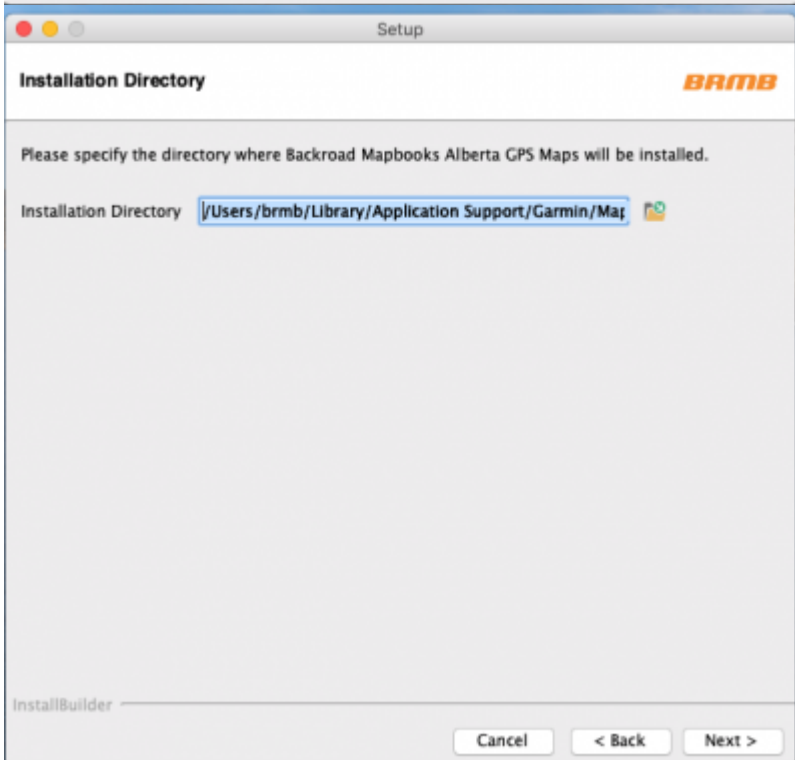 Setup
Installation Directory
BRMB
Please specify the directory where Backroad Mapbooks Alberta GPS Maps will be installed.
Installation Directory /Users/brmb/Library/Application Support/Garmin/Map
InstallBuilder
Cancel < Back Next >